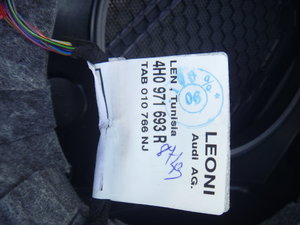 LEONI
Audi AG.
LEN / Tunisia
4H0 971 693 R
TAB 010 766 NJ